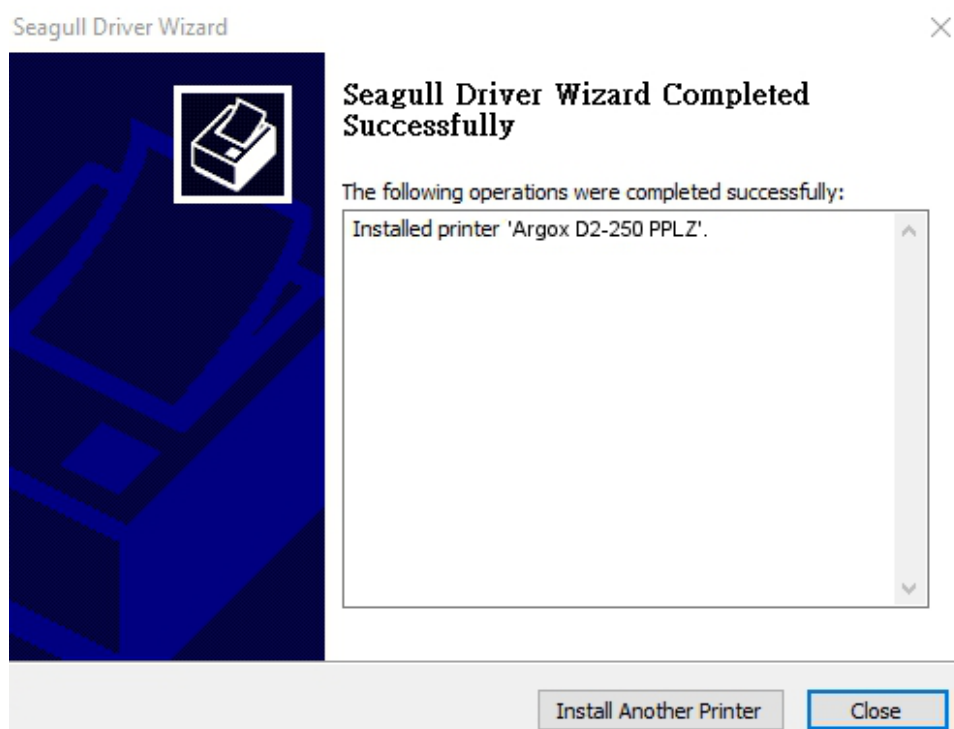 Seagull Driver Wizard
Seagull Driver Wizard Completed
Successfully
The following operations were completed successfully:
Installed printer 'Argox D2-250 PPLZ'.
Install Another Printer
Close